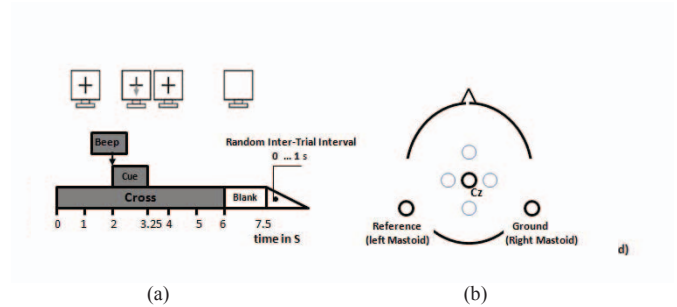 Beep
Cue
Cross
Blank
Random Inter-Trial Interval
0 ... 1 s
0 1 2 3.25 4 5 6 7.5
time in S
Cz
Reference
(left Mastoid)
Ground
(Right Mastoid)
d)
(a) (b)